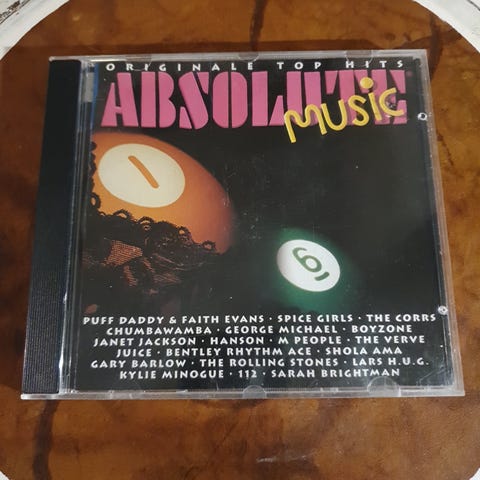 ORIGINALE TOP HITS
ABSOLUTE
MUSIC
1
6
PUFF DADDY & FAITH EVANS · SPICE GIRLS · THE CORRS
CHUMBAWAMBA · GEORGE MICHAEL · BOYZONE
JANET JACKSON · HANSON · M PEOPLE · THE VERVE
JUICE · BENTLEY RHYTHM ACE · SHOLA AMA
GARY BARLOW · THE ROLLING STONES · LARS H.U.G.
KYLIE MINOGUE · 112 · SARAH BRIGHTMAN